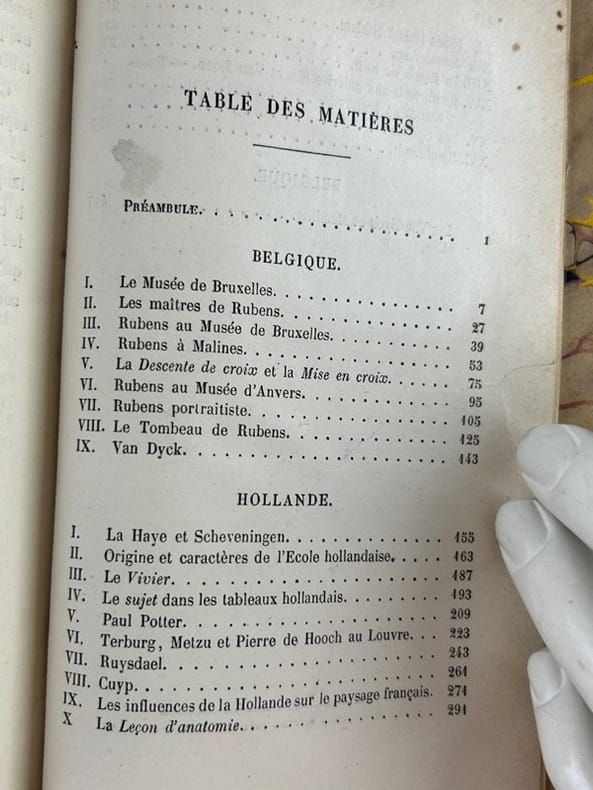 TABLE DES MATIÈRES
PRÉAMBULE. . . . . . . . . . . . . . . . . . . . 1
BELGIQUE.
I. Le Musée de Bruxelles. . . . . . . . . . . . . . . 7
II. Les maîtres de Rubens. . . . . . . . . . . . . . 27
III. Rubens au Musée de Bruxelles. . . . . . . . . . 39
IV. Rubens à Malines. . . . . . . . . . . . . . . . 53
V. La Descente de croix et la Mise en croix. . . . . . 75
VI. Rubens au Musée d'Anvers. . . . . . . . . . . . 95
VII. Rubens portraitiste. . . . . . . . . . . . . . . 105
VIII. Le Tombeau de Rubens. . . . . . . . . . . . . 125
IX. Van Dyck. . . . . . . . . . . . . . . . . . . . 143
HOLLANDE.
I. La Haye et Scheveningen. . . . . . . . . . . . . 155
II. Origine et caractères de l'Ecole hollandaise. . . . . 163
III. Le Vivier. . . . . . . . . . . . . . . . . . . . 187
IV. Le sujet dans les tableaux hollandais. . . . . . . . 193
V. Paul Potter. . . . . . . . . . . . . . . . . . . 209
VI. Terburg, Metzu et Pierre de Hooch au Louvre. . . 223
VII. Ruysdael. . . . . . . . . . . . . . . . . . . . 243
VIII. Cuyp. . . . . . . . . . . . . . . . . . . . . 261
IX. Les influences de la Hollande sur le paysage français. 271
X La Leçon d'anatomie. . . . . . . . . . . . . . . 291